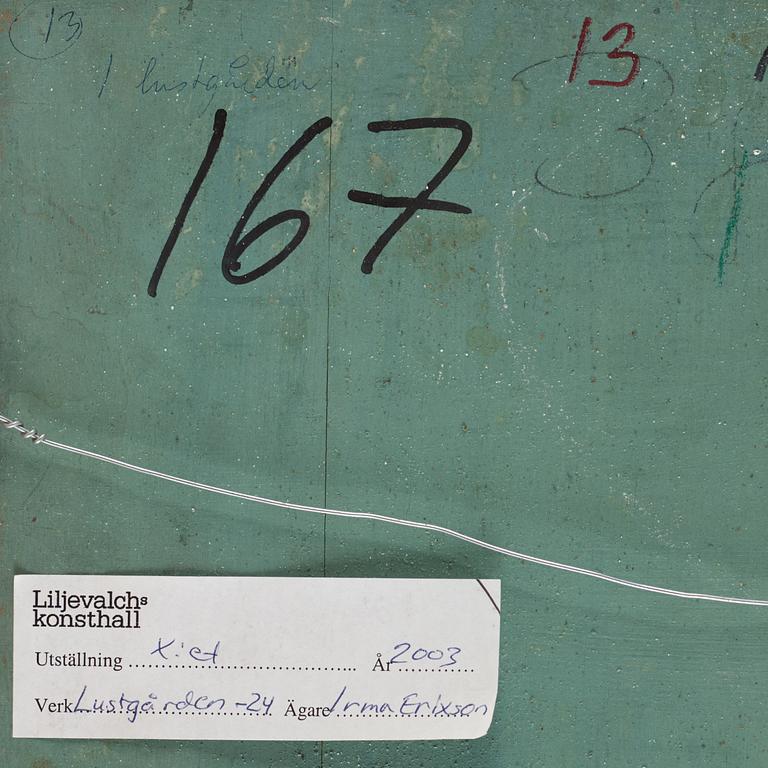 13
13
I lustgården
167
3
Liljevalchs
konsthall
Utställning X:et År 2003
Verk Lustgården -24 Ägare Irma Erixson